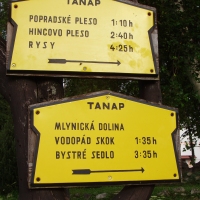 TANAP
POPRADSKÉ PLESO 1:10 h
HINCOVO PLESO 2:40 h
RYSY 4:25 h
TANAP
MLYNICKÁ DOLINA
VODOPÁD SKOK 1:35 h
BYSTRÉ SEDLO 3:35 h